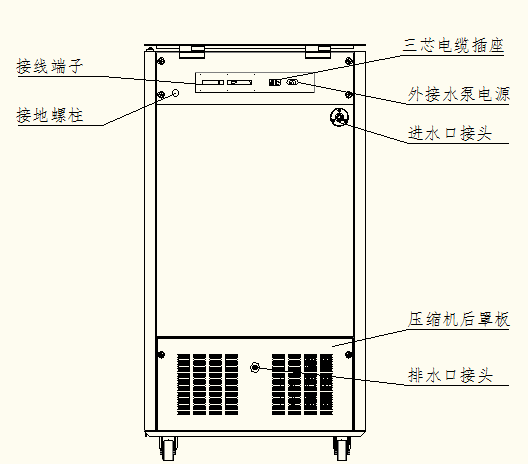 三芯电缆插座
接线端子
外接水泵电源
接地螺柱
进水口接头
压缩机后罩板
排水口接头